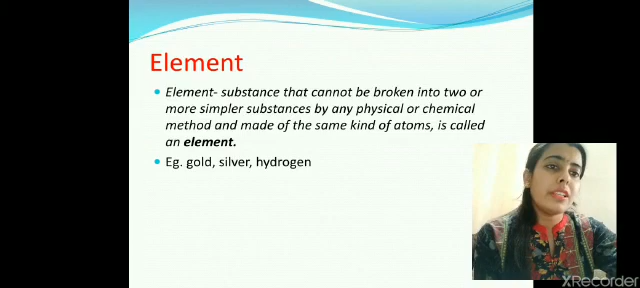 Element
• Element- substance that cannot be broken into two or
more simpler substances by any physical or chemical
method and made of the same kind of atoms, is called
an element.
• Eg. gold, silver, hydrogen
XRecorder